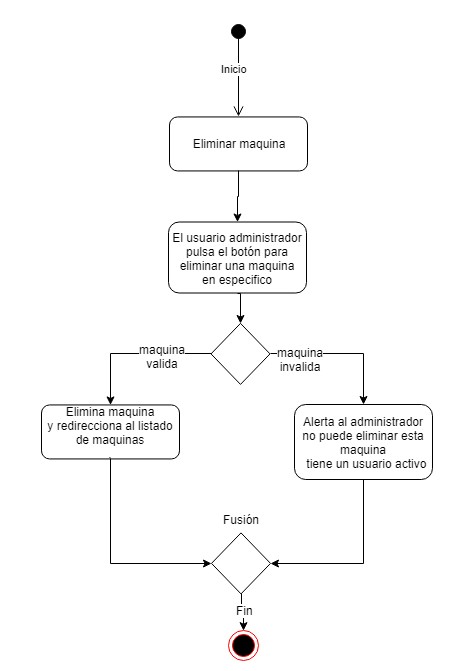 Inicio
Eliminar maquina
El usuario administrador
pulsa el botón para
eliminar una maquina
en específico
maquina
valida
maquina
invalida
Elimina maquina
y redirecciona al listado
de maquinas
Alerta al administrador
no puede eliminar esta
maquina
tiene un usuario activo
Fusión
Fin